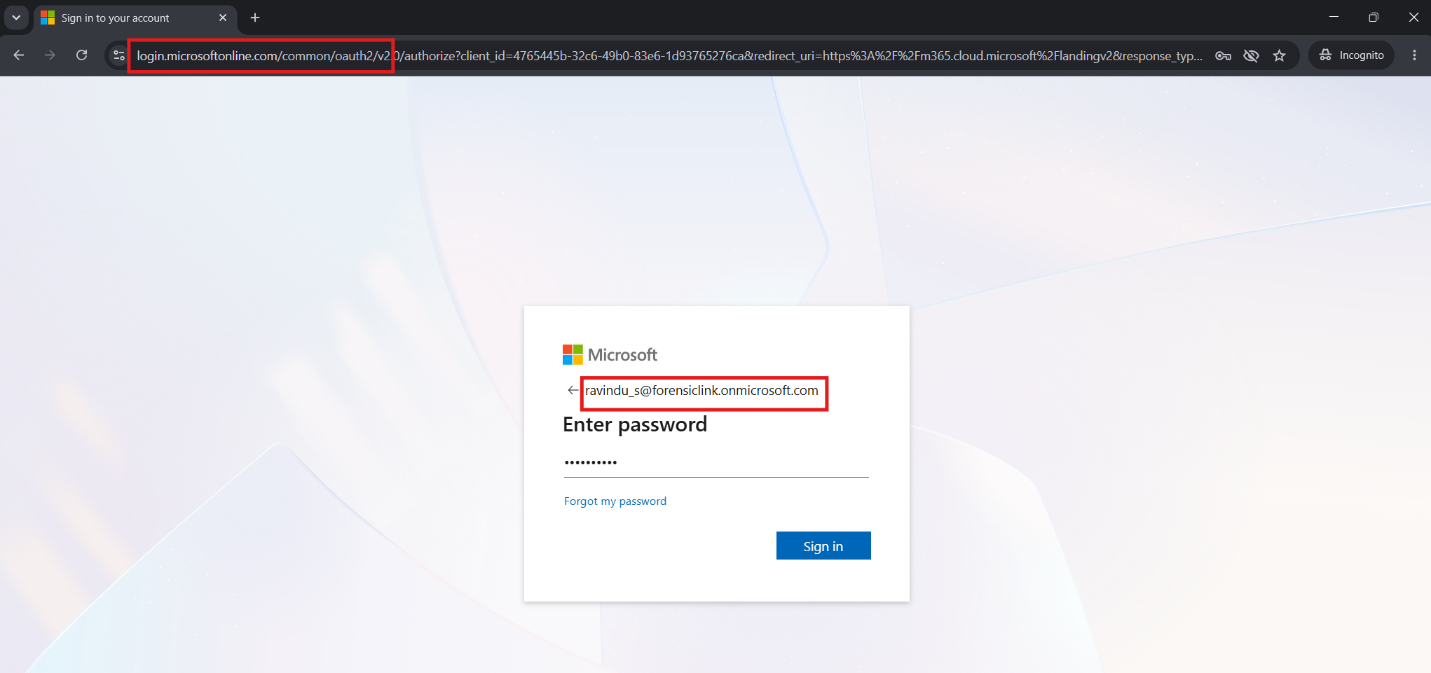 Sign in to your account
login.microsoftonline.com/common/oauth2/v2.0/authorize?client_id=4765445b-32c6-49b0-83e6-1d93765276ca&redirect_uri=https%3A%2F%2Fm365.cloud.microsoft%2Flandingv2&response_typ...
Incognito
Microsoft
ravindu_s@forensiclink.onmicrosoft.com
Enter password
••••••••••
Forgot my password
Sign in